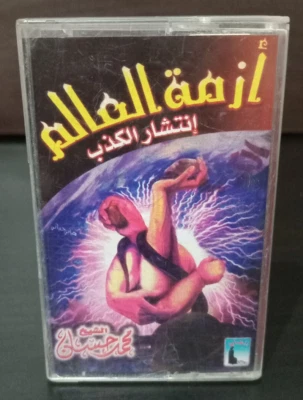 أزمة العالم
إنتشار الكذب
الشيخ
محمد حسان